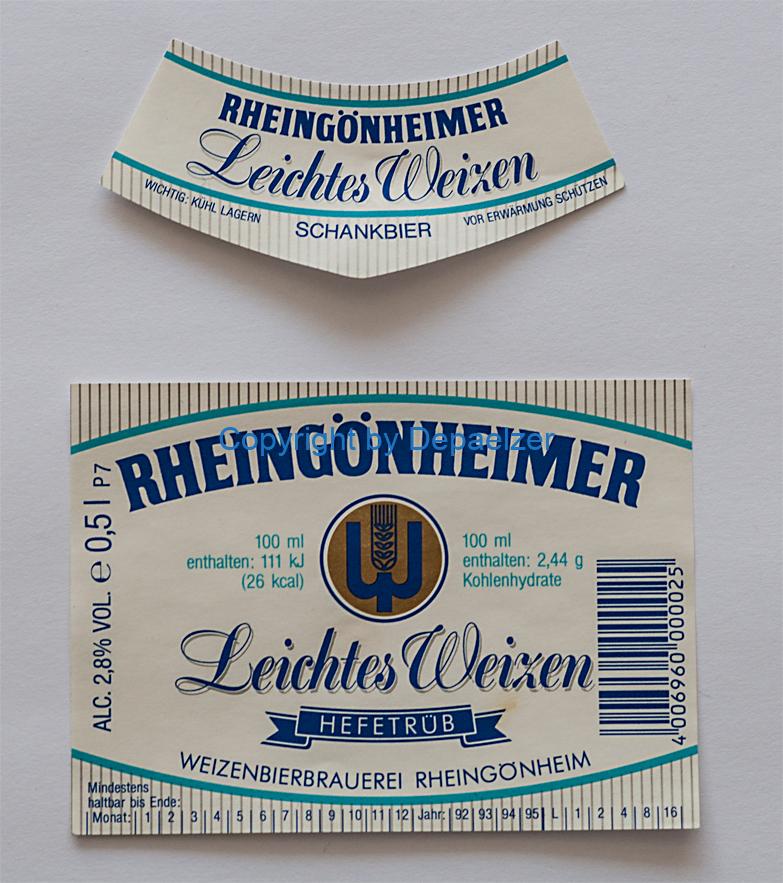 RHEINGÖNHEIMER
Leichtes Weizen
WICHTIG: KÜHL LAGERN
VOR ERWÄRMUNG SCHÜTZEN
SCHANKBIER
Copyright by Depaelzer
RHEINGÖNHEIMER
ALC. 2,8% VOL. ℮ 0,5 l P7
100 ml
enthalten: 111 kJ
(26 kcal)
100 ml
enthalten: 2,44 g
Kohlenhydrate
Leichtes Weizen
HEFETRÜB
WEIZENBIERBRAUEREI RHEINGÖNHEIM
4 006960 000025
Mindestens
haltbar bis Ende:
Monat: | 1 | 2 | 3 | 4 | 5 | 6 | 7 | 8 | 9 | 10 | 11 | 12 Jahr: | 92 | 93 | 94 | 95 | L | 1 | 2 | 4 | 8 | 16 |